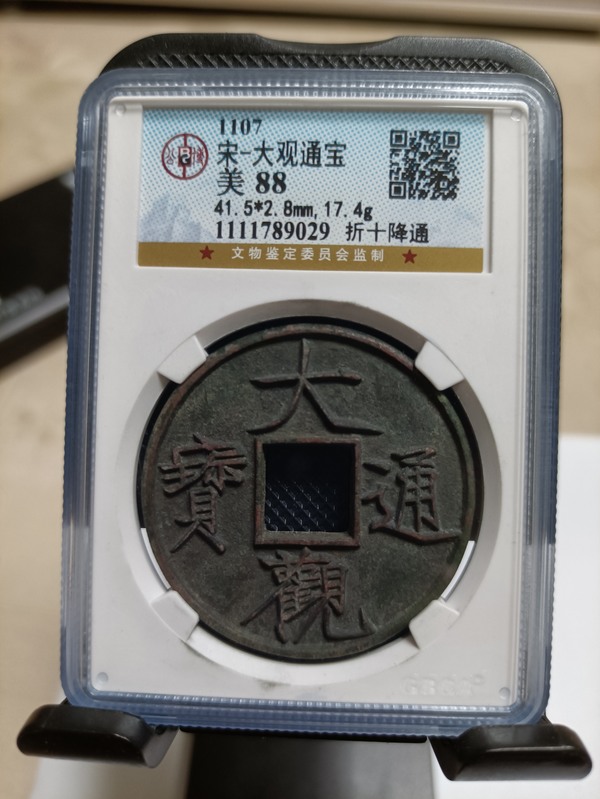 1107
宋-大观通宝
美 88
41.5*2.8mm,17.4g
1111789029 折十降通
★ 文物鉴定委员会监制 ★
大
寶 通
觀